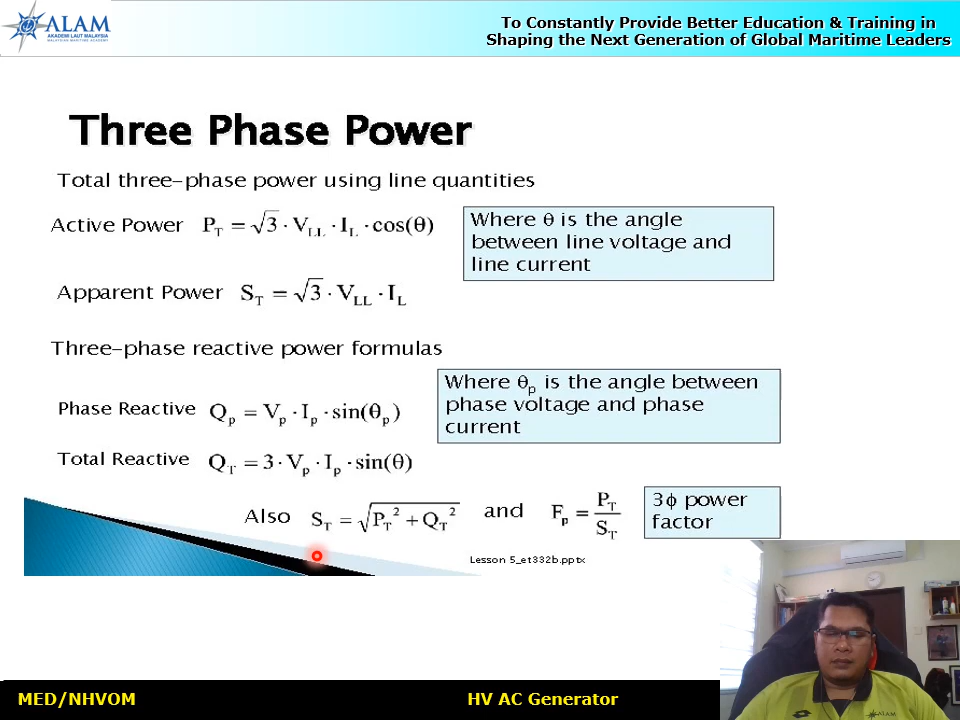 ALAM
AKADEMI LAUT MALAYSIA
MALAYSIAN MARITIME ACADEMY
To Constantly Provide Better Education & Training in
Shaping the Next Generation of Global Maritime Leaders
Three Phase Power
Total three-phase power using line quantities
Active Power P_T = √3 · V_LL · I_L · cos(θ)
Where θ is the angle
between line voltage and
line current
Apparent Power S_T = √3 · V_LL · I_L
Three-phase reactive power formulas
Where θ_p is the angle between
phase voltage and phase
current
Phase Reactive Q_p = V_p · I_p · sin(θ_p)
Total Reactive Q_T = 3 · V_p · I_p · sin(θ)
Also S_T = √(P_T² + Q_T²) and F_p = P_T / S_T
3ϕ power
factor
Lesson 5_et332b.pptx
ALAM
MED/NHVOM HV AC Generator